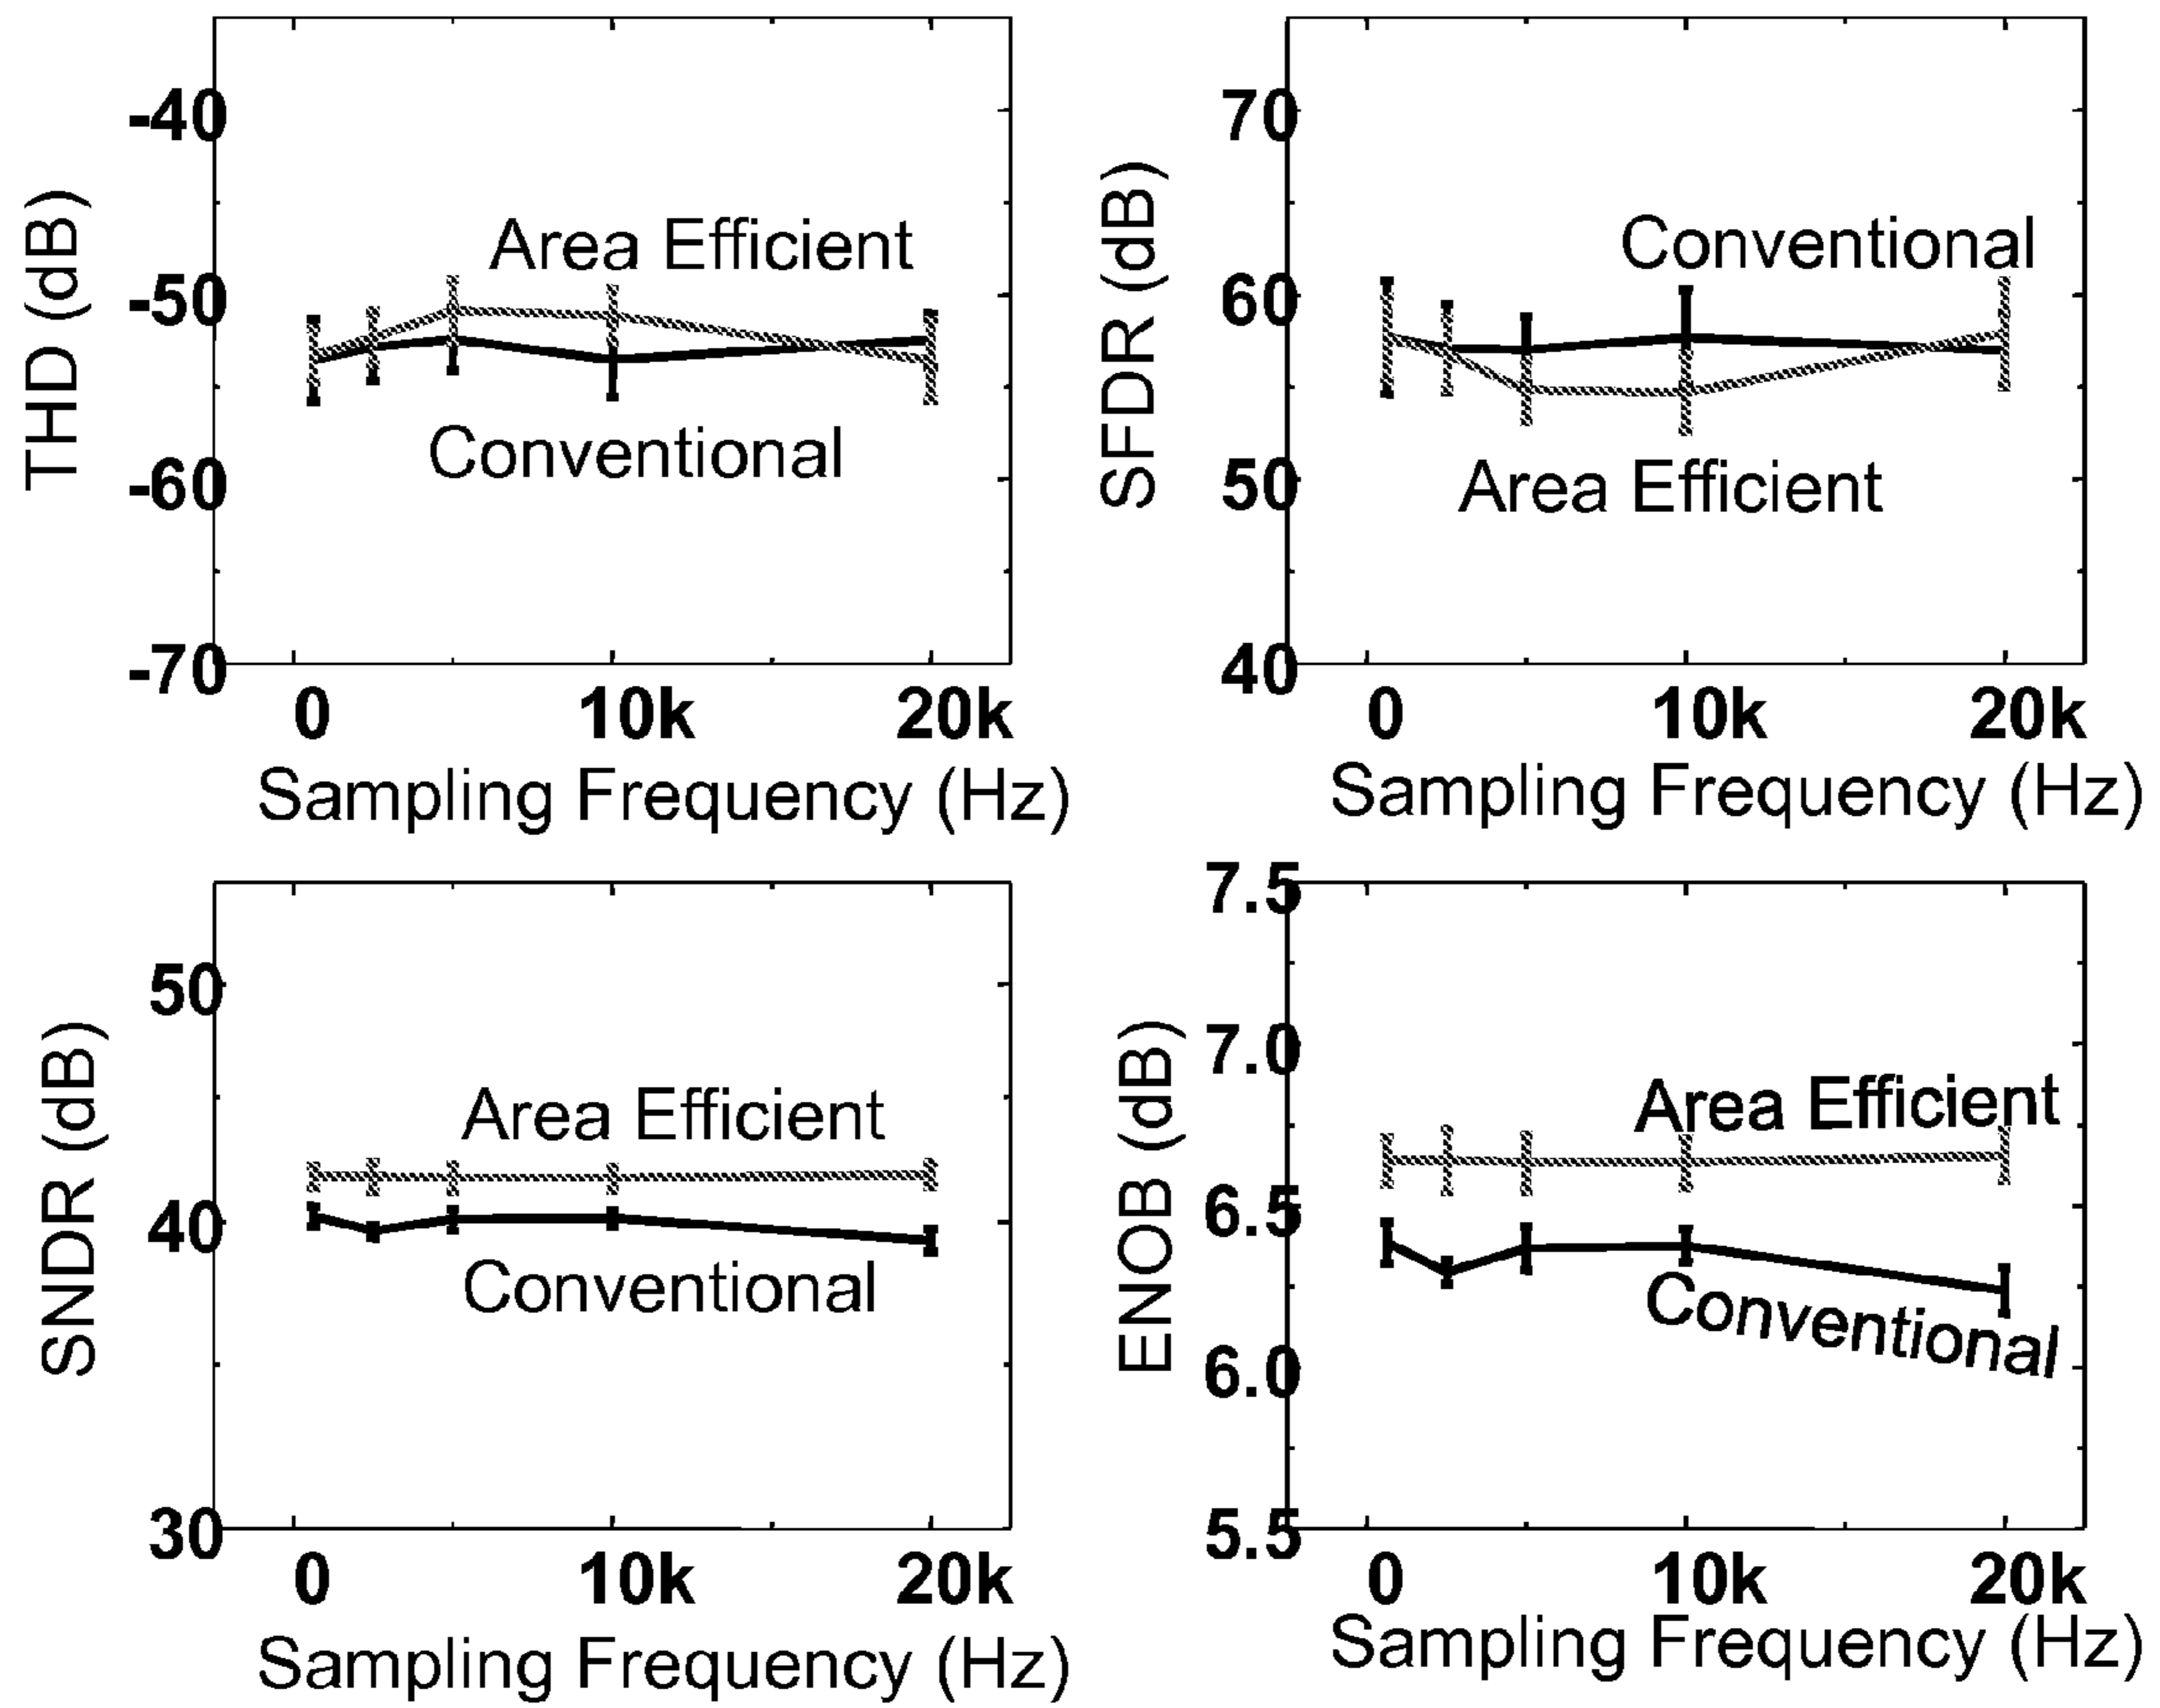 -40
-50
-60
-70
THD (dB)
Area Efficient
Conventional
0 10k 20k
Sampling Frequency (Hz)
70
60
50
40
SFDR (dB)
Conventional
Area Efficient
0 10k 20k
Sampling Frequency (Hz)
50
40
30
SNDR (dB)
Area Efficient
Conventional
0 10k 20k
Sampling Frequency (Hz)
7.5
7.0
6.5
6.0
5.5
ENOB (dB)
Area Efficient
Conventional
0 10k 20k
Sampling Frequency (Hz)